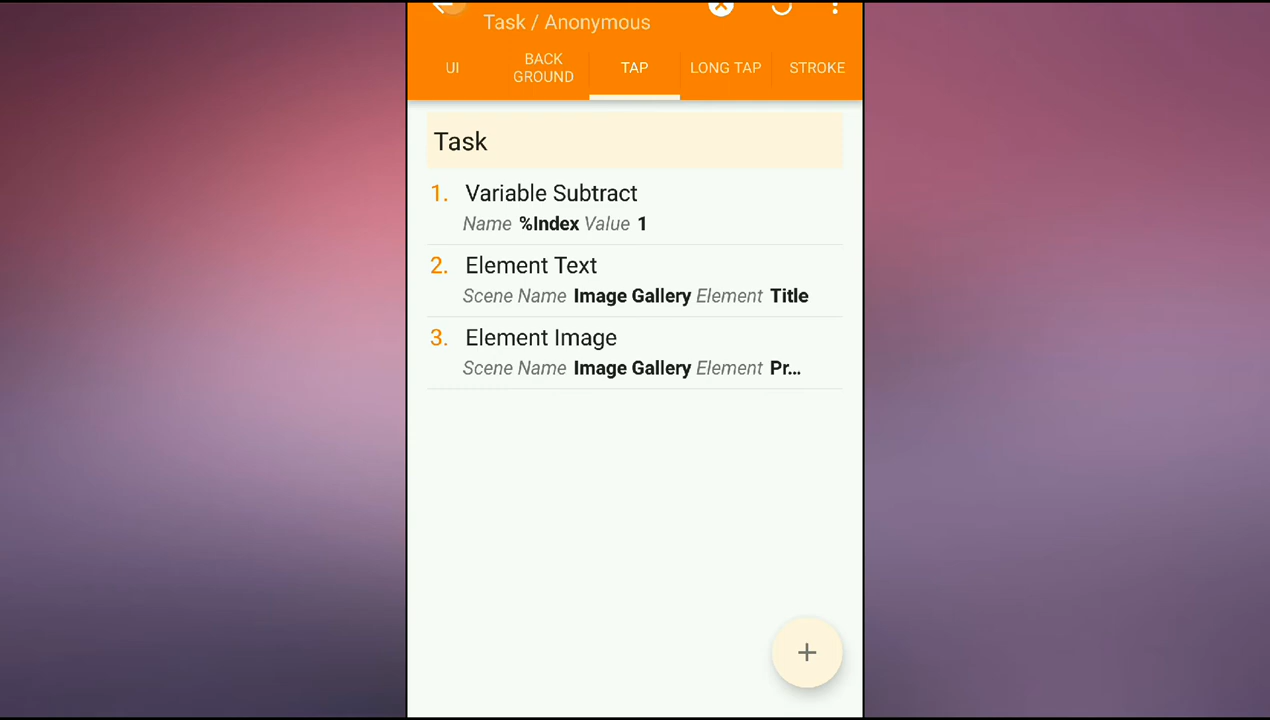 Task / Anonymous
UI
BACK
GROUND
TAP
LONG TAP
STROKE
Task
1. Variable Subtract
Name %Index Value 1
2. Element Text
Scene Name Image Gallery Element Title
3. Element Image
Scene Name Image Gallery Element Pr...